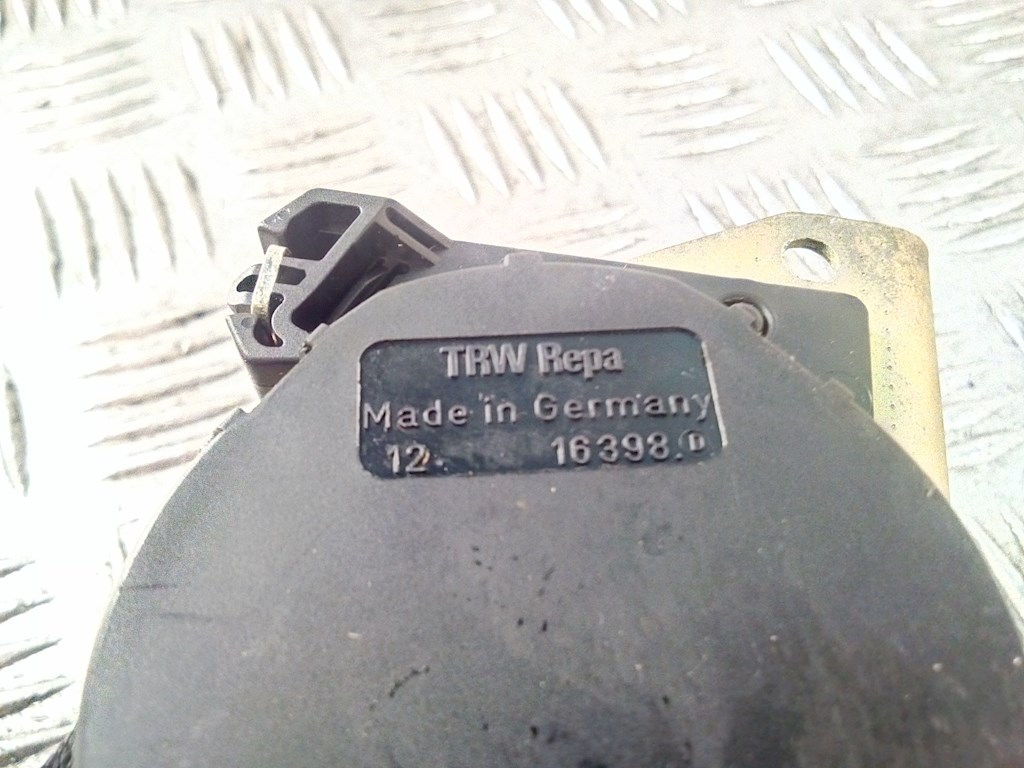 TRW Repa
Made in Germany
12. 16398. D